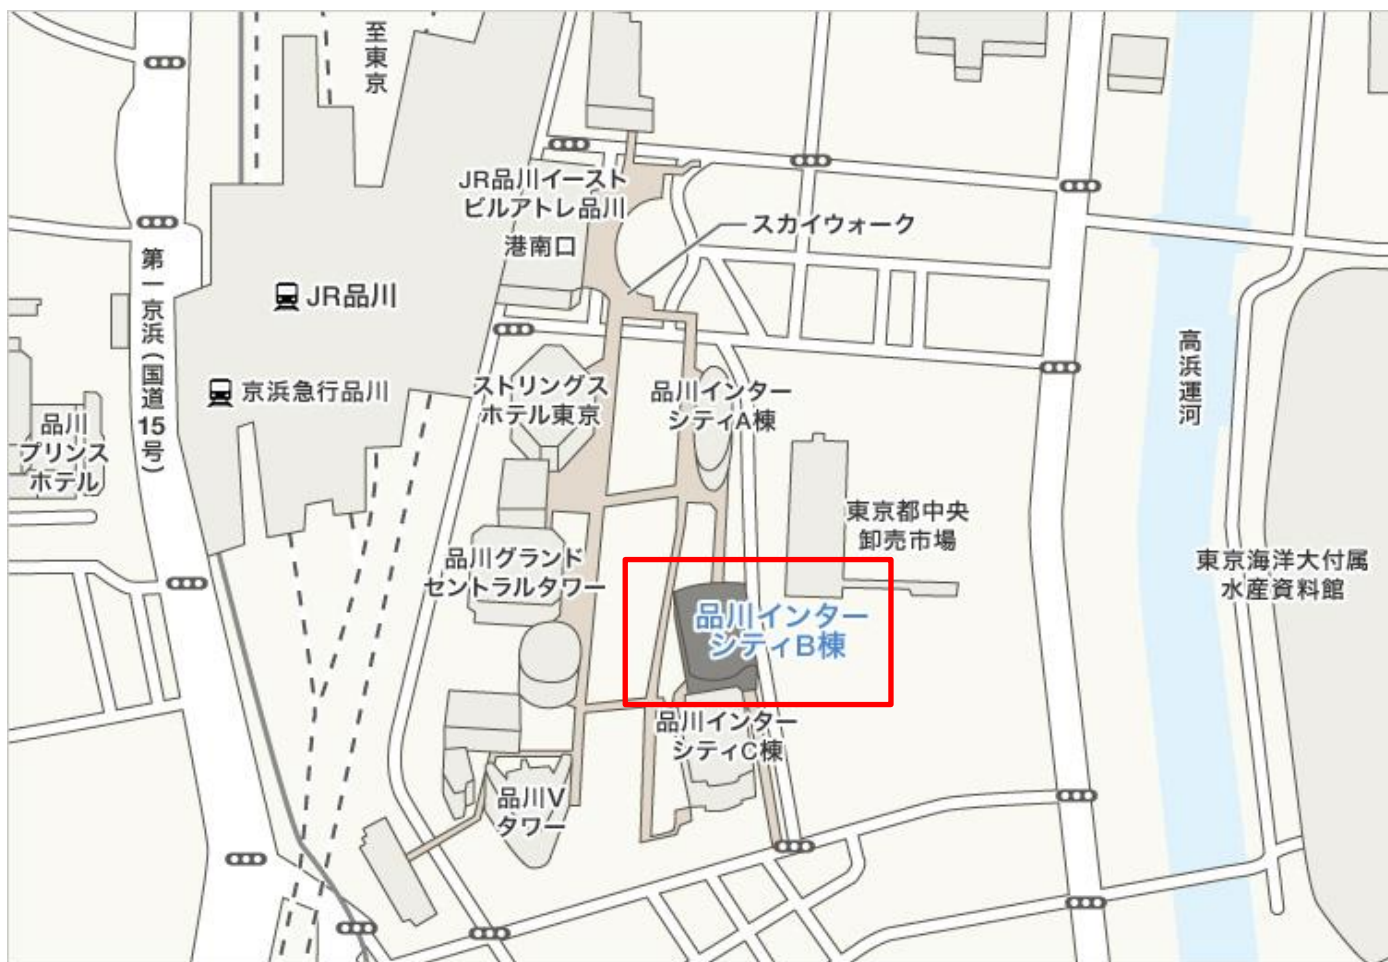 至東京
JR品川イースト
ビルアトレ品川
港南口
スカイウォーク
第一京浜(国道15号)
JR品川
京浜急行品川
品川
プリンス
ホテル
ストリングス
ホテル東京
品川インター
シティA棟
高浜運河
東京都中央
卸売市場
品川グランド
セントラルタワー
東京海洋大付属
水産資料館
品川インター
シティB棟
品川インター
シティC棟
品川V
タワー